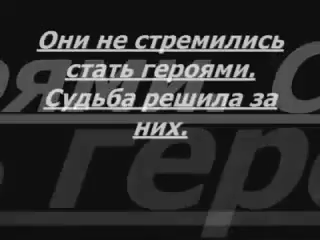 Они не стремились
стать героями.
Судьба решила за
них.